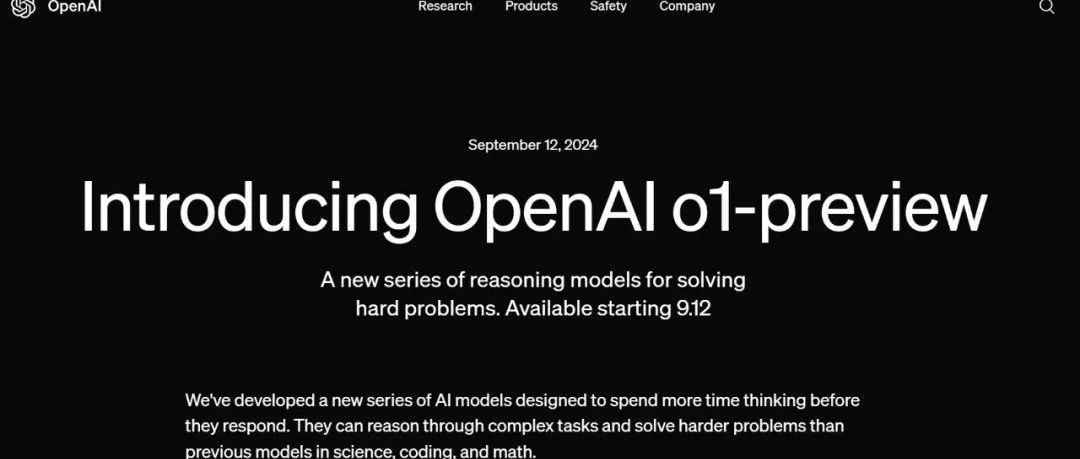 OpenAI
Research Products Safety Company
September 12, 2024
Introducing OpenAI o1-preview
A new series of reasoning models for solving
hard problems. Available starting 9.12
We've developed a new series of AI models designed to spend more time thinking before
they respond. They can reason through complex tasks and solve harder problems than
previous models in science, coding, and math.